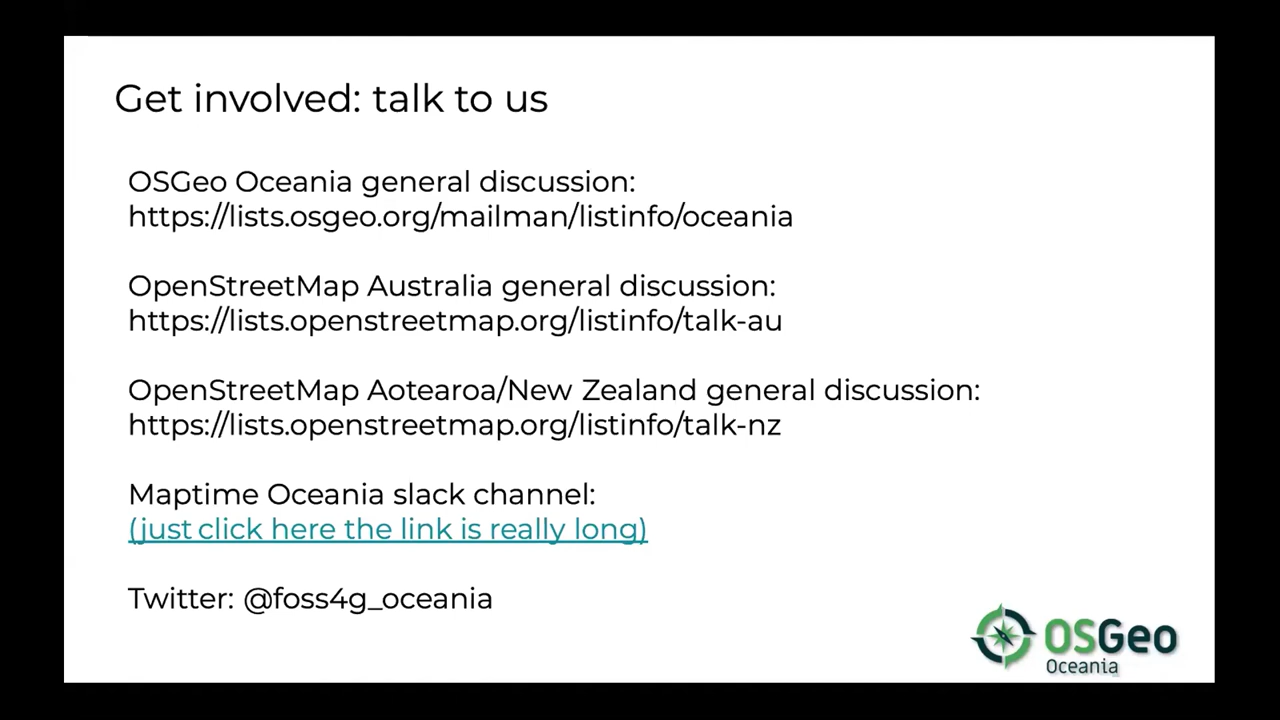 Get involved: talk to us
OSGeo Oceania general discussion:
https://lists.osgeo.org/mailman/listinfo/oceania
OpenStreetMap Australia general discussion:
https://lists.openstreetmap.org/listinfo/talk-au
OpenStreetMap Aotearoa/New Zealand general discussion:
https://lists.openstreetmap.org/listinfo/talk-nz
Maptime Oceania slack channel:
(just click here the link is really long)
Twitter: @foss4g_oceania
OSGeo
Oceania